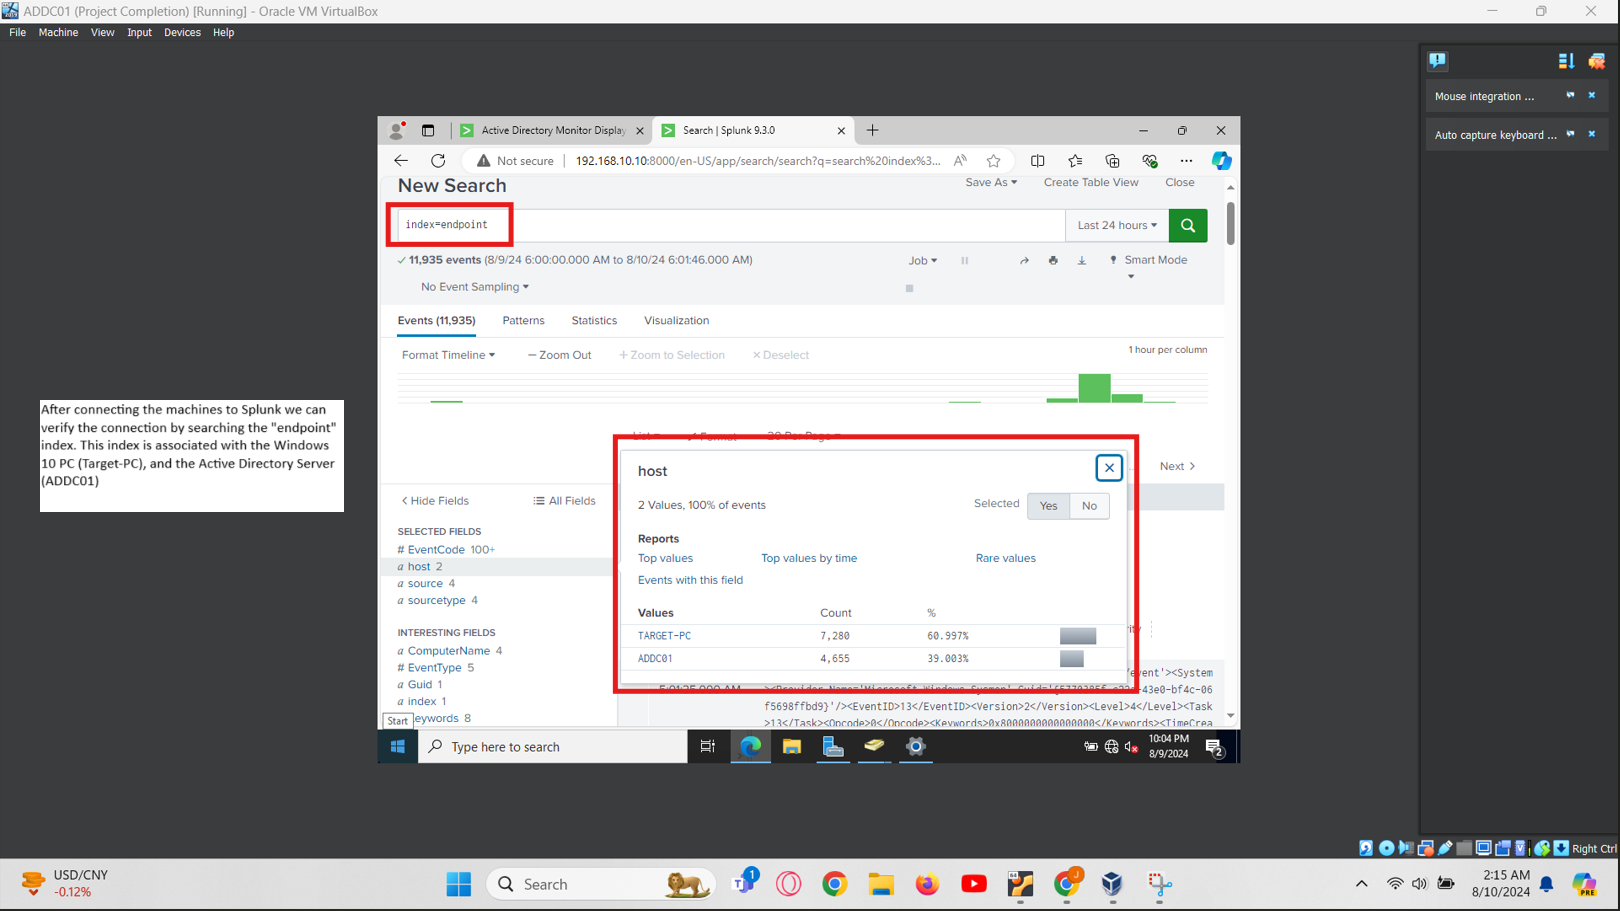 ADDC01 (Project Completion) [Running] - Oracle VM VirtualBox
File Machine View Input Devices Help
Mouse integration ...
Auto capture keyboard ...
Active Directory Monitor Display
Search | Splunk 9.3.0
Not secure
192.168.10.10:8000/en-US/app/search/search?q=search%20index%3...
New Search
Save As
Create Table View
Close
index=endpoint
Last 24 hours
11,935 events (8/9/24 6:00:00.000 AM to 8/10/24 6:01:46.000 AM)
Job
Smart Mode
No Event Sampling
Events (11,935)
Patterns
Statistics
Visualization
Format Timeline
— Zoom Out
+ Zoom to Selection
× Deselect
1 hour per column
After connecting the machines to Splunk we can
verify the connection by searching the "endpoint"
index. This index is associated with the Windows
10 PC (Target-PC), and the Active Directory Server
(ADDC01)
Next >
< Hide Fields
All Fields
SELECTED FIELDS
# EventCode 100+
a host 2
a source 4
a sourcetype 4
INTERESTING FIELDS
a ComputerName 4
# EventType 5
a Guid 1
a index 1
eywords 8
Start
host
2 Values, 100% of events
Selected Yes No
Reports
Top values
Top values by time
Rare values
Events with this field
Values Count %
TARGET-PC 7,280 60.997%
ADDC01 4,655 39.003%
f5698ffbd9}'/><EventID>13</EventID><Version>2</Version><Level>4</Level><Task
>13</Task><Opcode>0</Opcode><Keywords>0x8000000000000000</Keywords><TimeCrea
Type here to search
10:04 PM
8/9/2024
2
Right Ctrl
USD/CNY
-0.12%
Search
1
J
64
2:15 AM
8/10/2024
PRE